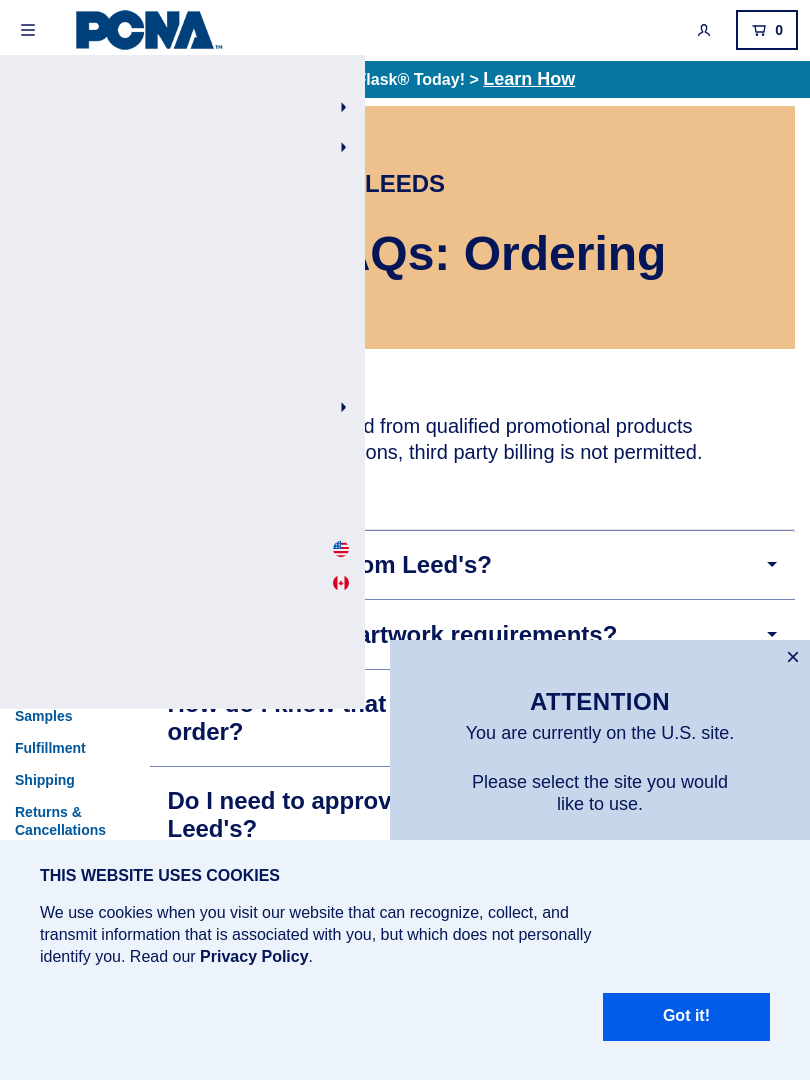 PCNA™
0
Flask® Today! > Learn How
LEEDS
AQs: Ordering
d from qualified promotional products
ons, third party billing is not permitted.
om Leed's?
artwork requirements?
How do I know that
order?
Do I need to approv
Leed's?
Samples
Fulfillment
Shipping
Returns &
Cancellations
ATTENTION
You are currently on the U.S. site.
Please select the site you would
like to use.
THIS WEBSITE USES COOKIES
We use cookies when you visit our website that can recognize, collect, and
transmit information that is associated with you, but which does not personally
identify you. Read our Privacy Policy.
Got it!